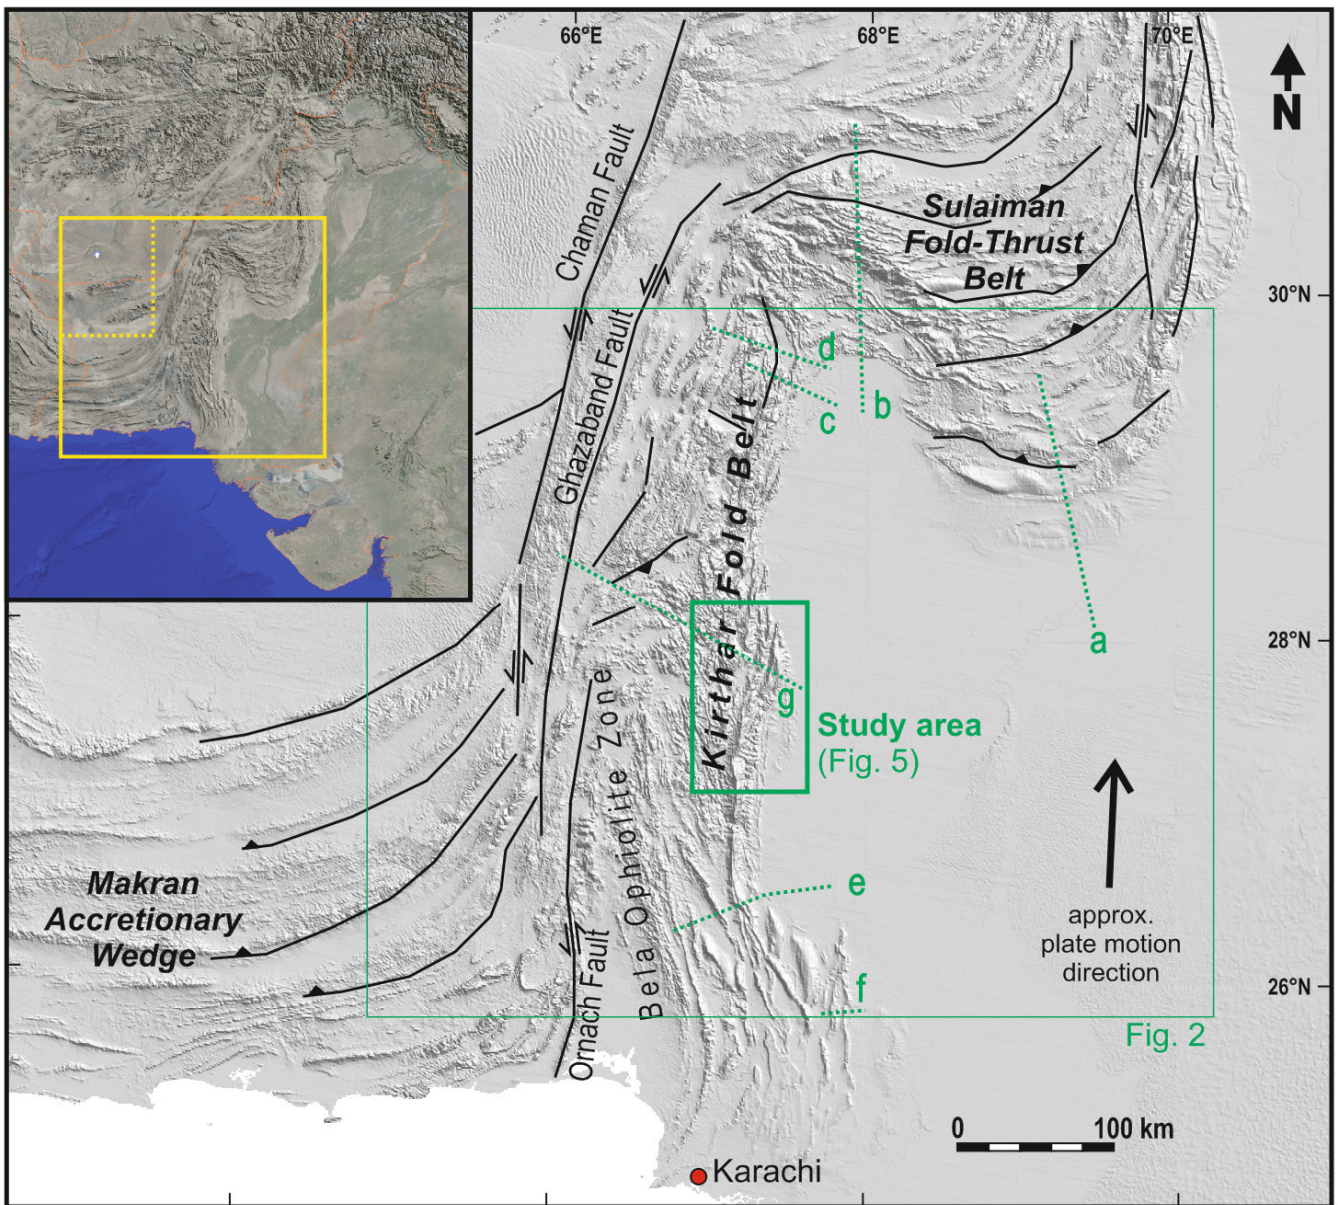 66°E
68°E
70°E
N
Chaman Fault
Sulaiman
Fold-Thrust
Belt
30°N
Ghazaband Fault
d
c
b
Kirthar Fold Belt
a
28°N
g
Study area
(Fig. 5)
Bela Ophiolite Zone
Makran
Accretionary
Wedge
e
approx.
plate motion
direction
Ornach Fault
f
26°N
Fig. 2
0
100 km
Karachi